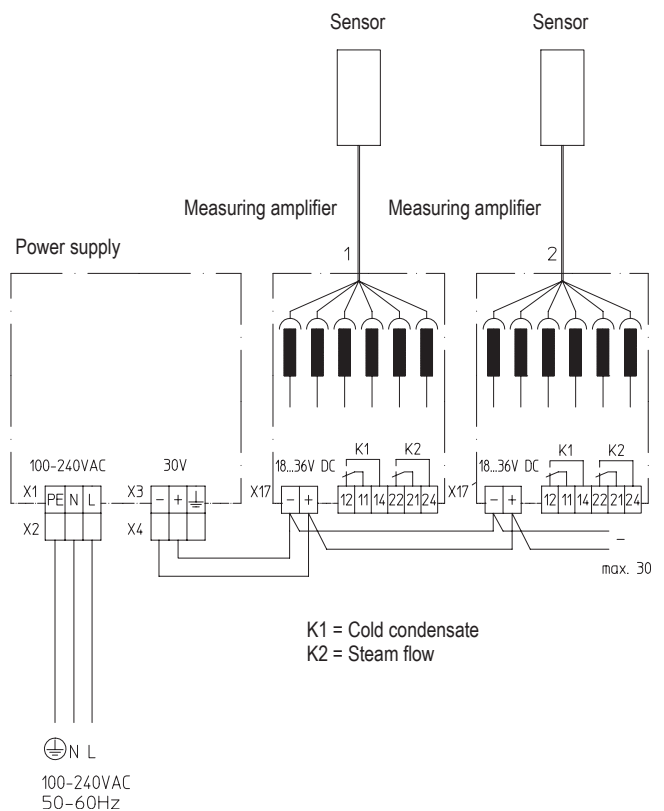 Sensor Sensor
Measuring amplifier Measuring amplifier
1 2
Power supply
100-240VAC 30V 18...36V DC K1 K2 18...36V DC K1 K2
X1 PE N L X3 - + ⏚ X17 - + 12 11 14 22 21 24 X17 - + 12 11 14 22 21 24
X2 X4
-
max. 30
K1 = Cold condensate
K2 = Steam flow
N L
100-240VAC
50-60Hz